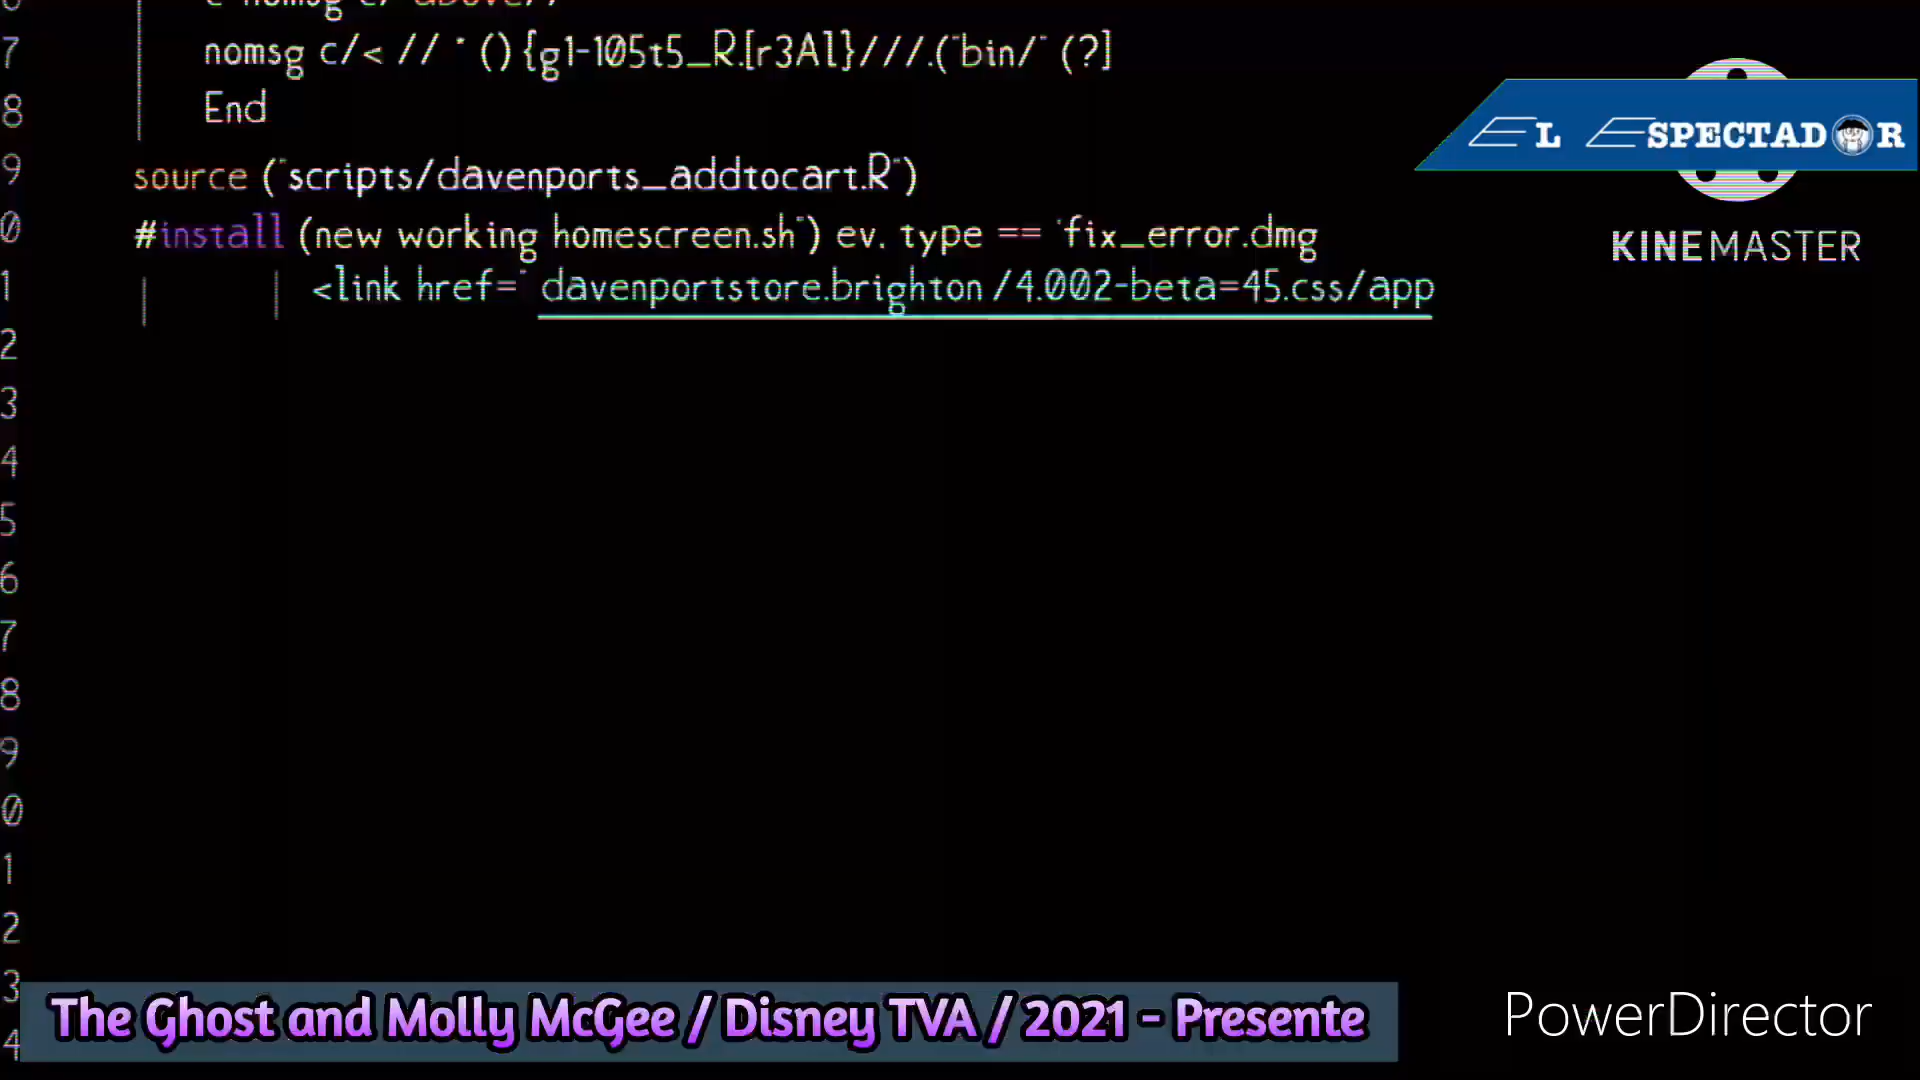 7 nomsg c/< // " () {g1-105t5_R.[r3Al}///.("bin/" (?]
8 End
9 source ("scripts/davenports_addtocart.R")
0 #install (new working homescreen.sh") ev. type == "fix_error.dmg
1 <link href=" davenportstore.brighton /4.002-beta=45.css/app
2
3
4
5
6
7
8
9
0
1
2
3
4
EL ESPECTADOR
KINEMASTER
The Ghost and Molly McGee / Disney TVA / 2021 - Presente
PowerDirector